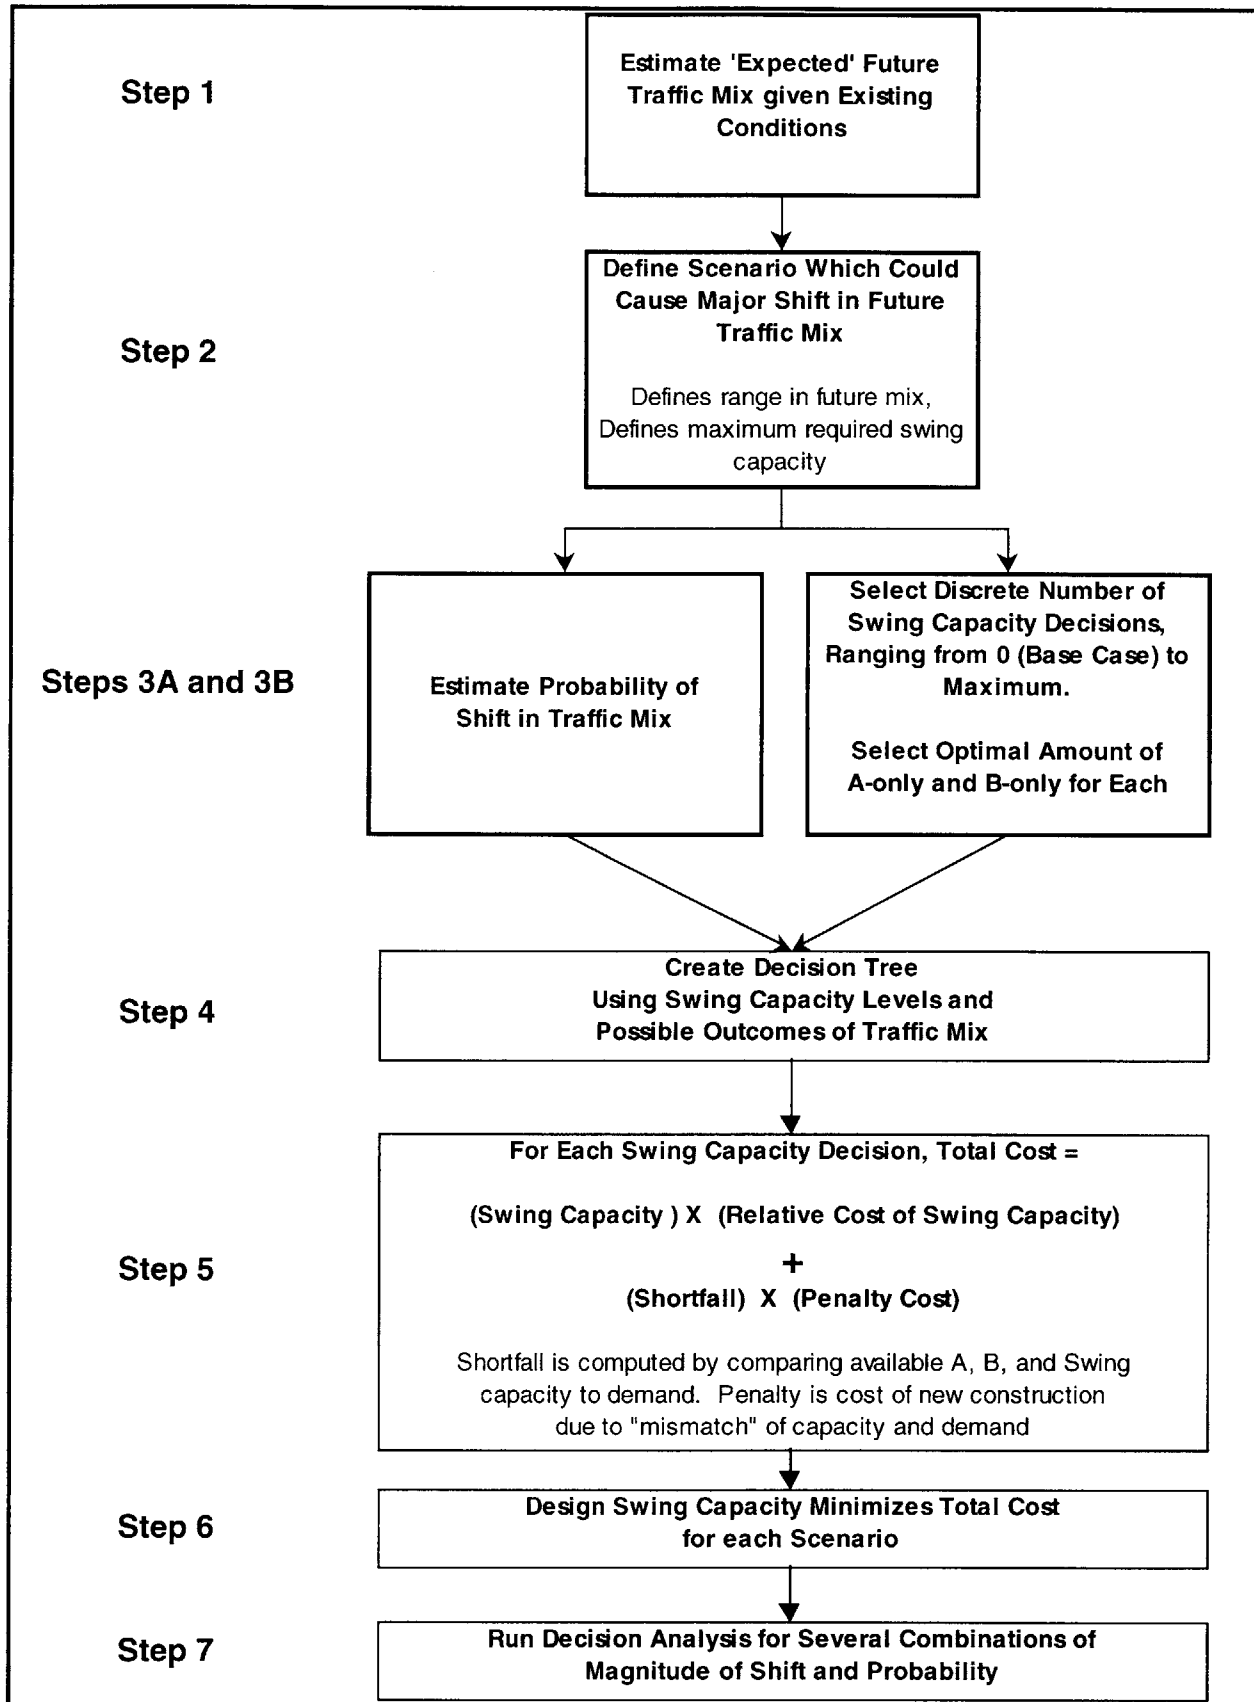 Step 1
Estimate 'Expected' Future
Traffic Mix given Existing
Conditions
Step 2
Define Scenario Which Could
Cause Major Shift in Future
Traffic Mix
Defines range in future mix,
Defines maximum required swing
capacity
Steps 3A and 3B
Estimate Probability of
Shift in Traffic Mix
Select Discrete Number of
Swing Capacity Decisions,
Ranging from 0 (Base Case) to
Maximum.
Select Optimal Amount of
A-only and B-only for Each
Step 4
Create Decision Tree
Using Swing Capacity Levels and
Possible Outcomes of Traffic Mix
Step 5
For Each Swing Capacity Decision, Total Cost =
(Swing Capacity ) X (Relative Cost of Swing Capacity)
+
(Shortfall) X (Penalty Cost)
Shortfall is computed by comparing available A, B, and Swing
capacity to demand. Penalty is cost of new construction
due to "mismatch" of capacity and demand
Step 6
Design Swing Capacity Minimizes Total Cost
for each Scenario
Step 7
Run Decision Analysis for Several Combinations of
Magnitude of Shift and Probability